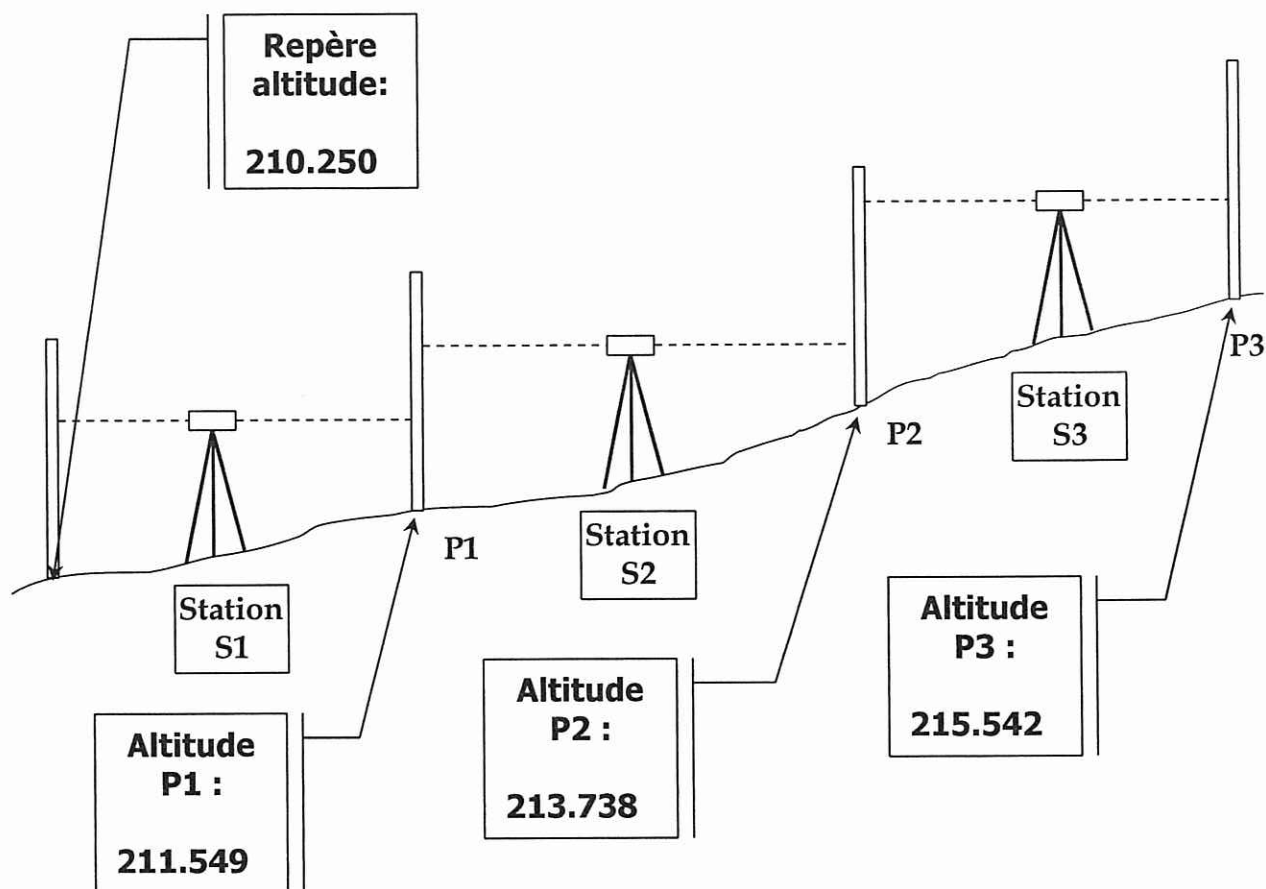 Repère
altitude:
210.250
P3
Station
S3
P2
P1
Station
S2
Station
S1
Altitude
P3 :
215.542
Altitude
P2 :
213.738
Altitude
P1 :
211.549